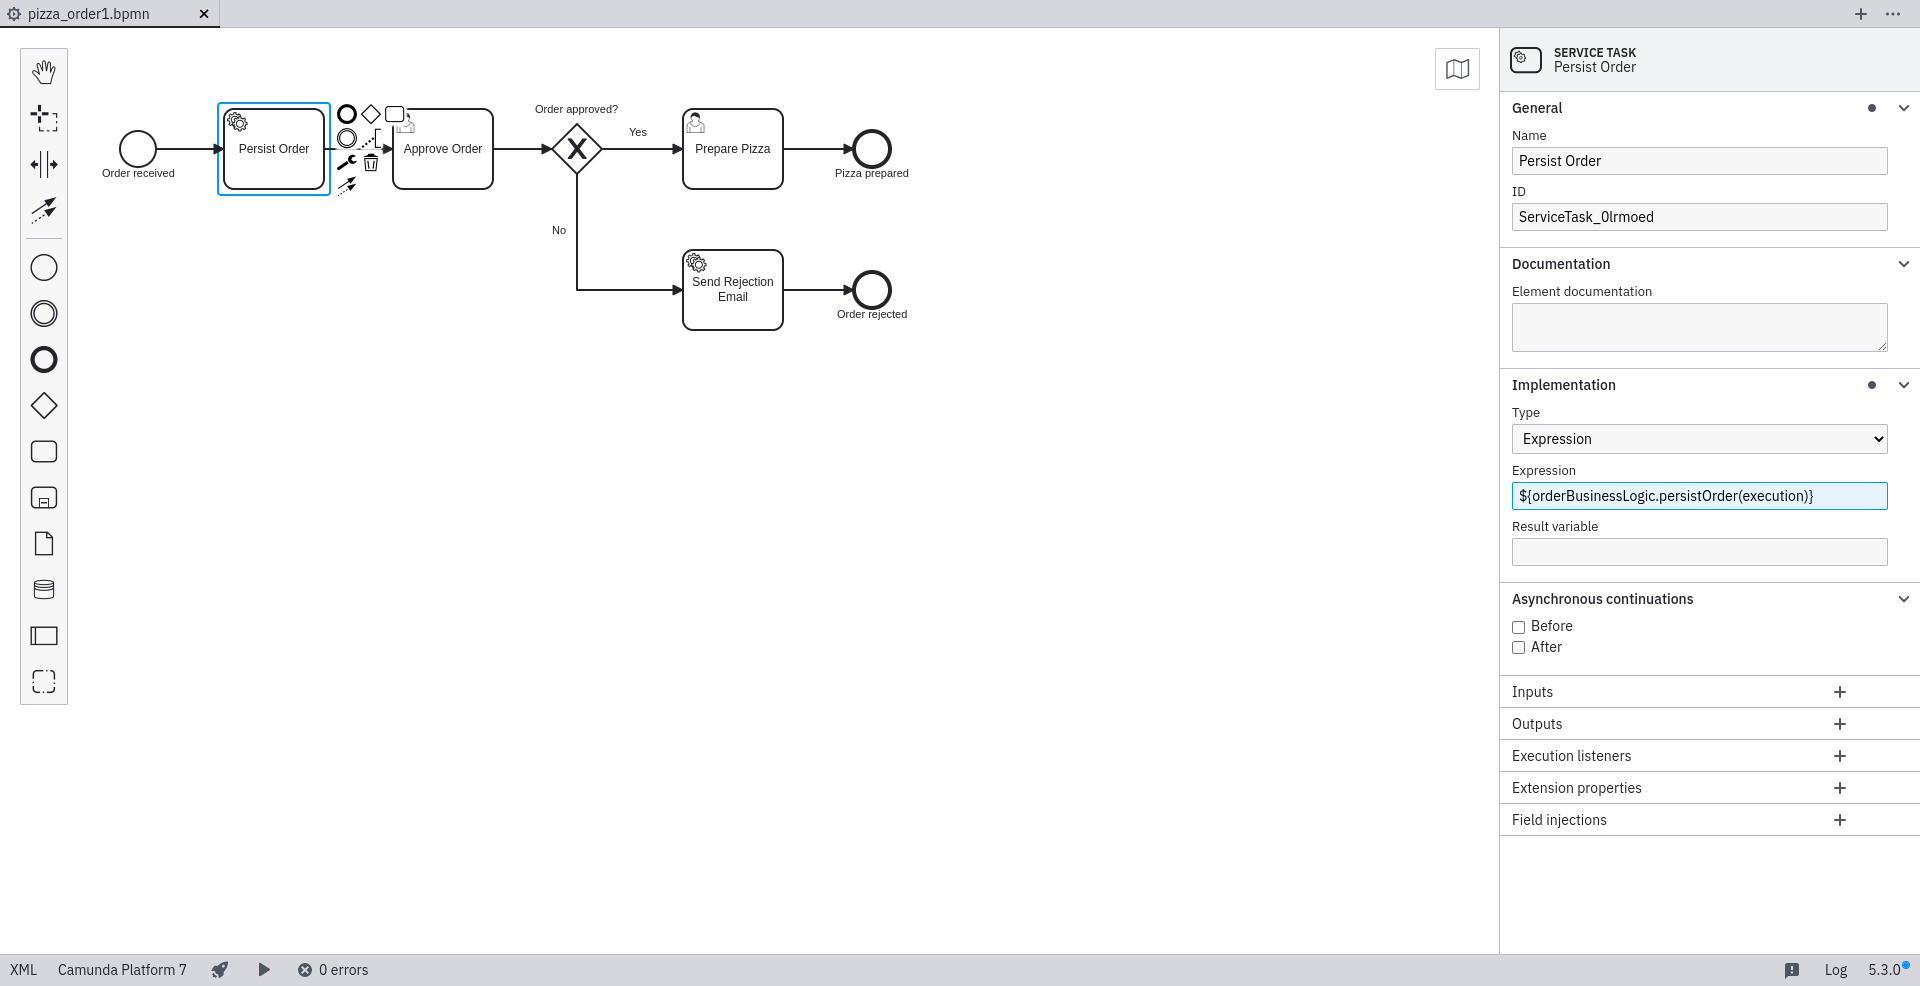 pizza_order1.bpmn
Order received
Persist Order
Approve Order
Order approved?
Yes
No
Prepare Pizza
Pizza prepared
Send Rejection
Email
Order rejected
SERVICE TASK
Persist Order
General
Name
Persist Order
ID
ServiceTask_0lrmoed
Documentation
Element documentation
Implementation
Type
Expression
Expression
${orderBusinessLogic.persistOrder(execution)}
Result variable
Asynchronous continuations
Before
After
Inputs
Outputs
Execution listeners
Extension properties
Field injections
XML Camunda Platform 7 0 errors Log 5.3.0